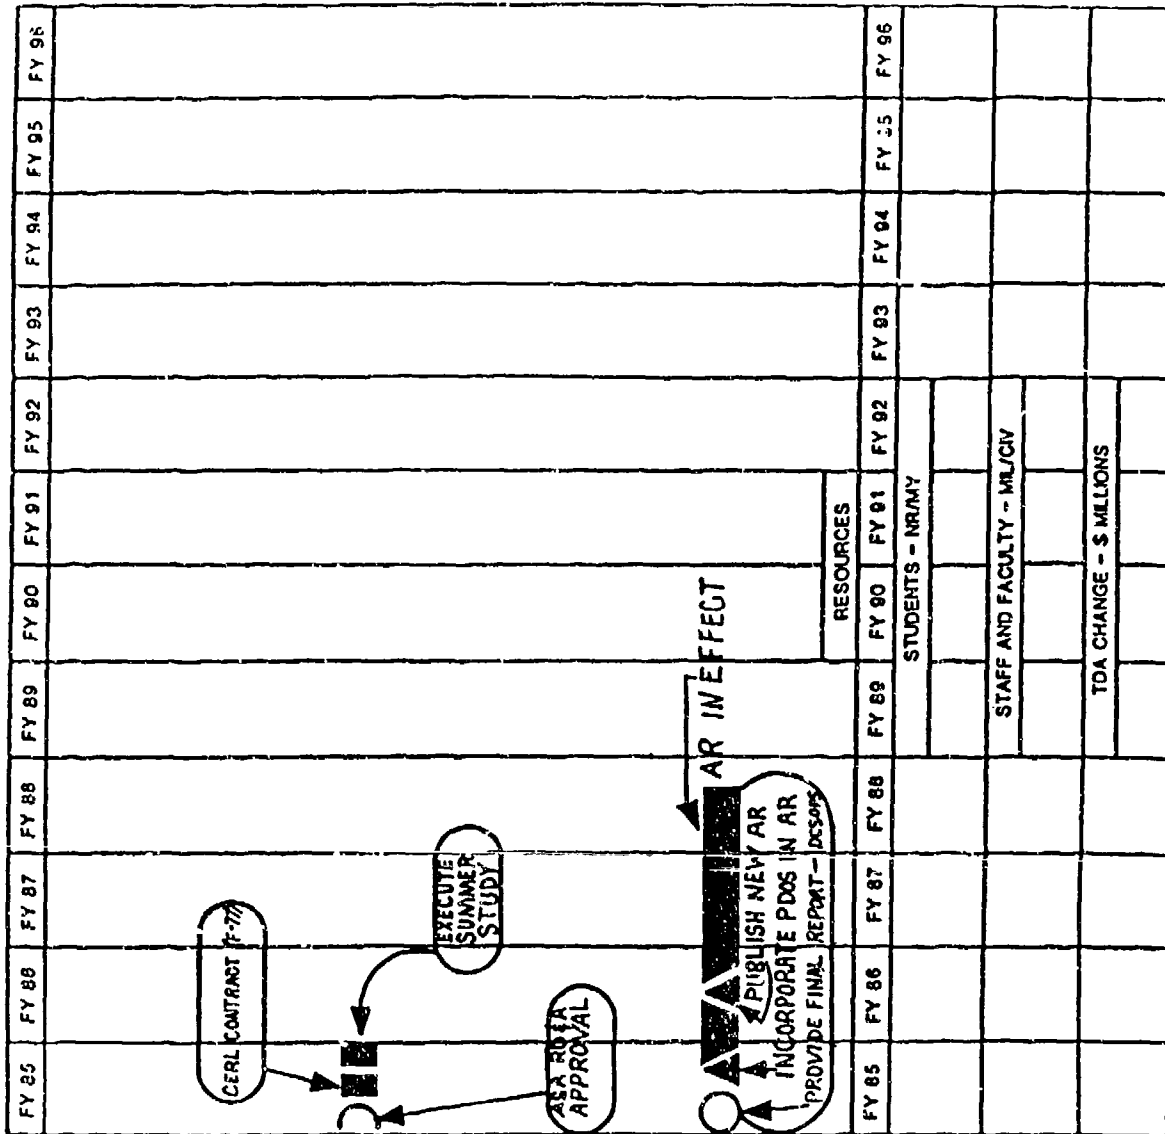 FY 85 FY 88 FY 87 FY 88 FY 89 FY 90 FY 91 FY 92 FY 93 FY 94 FY 95 FY 96
CERL CONTRACT
EXECUTE
SUMMER
STUDY
ASA RD&A
APPROVAL
AR IN EFFECT
PUBLISH NEW AR
INCORPORATE PDOS IN AR
PROVIDE FINAL REPORT - DCSOPS
RESOURCES
FY 85 FY 86 FY 87 FY 88 FY 89 FY 90 FY 91 FY 92 FY 93 FY 94 FY FY 96
STUDENTS - NR/MY
STAFF AND FACULTY - MIL/CIV
TDA CHANGE - $ MILLIONS